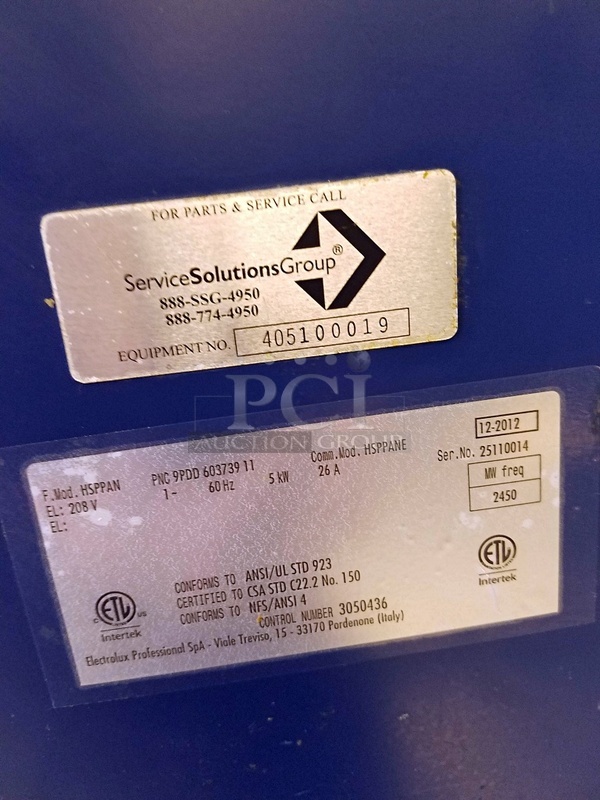 FOR PARTS & SERVICE CALL
ServiceSolutionsGroup®
888-SSG-4950
888-774-4950
EQUIPMENT NO. 405100019
PCI
AUCTION GROUP
12-2012
F.Mod. HSPPAN PNC 9PDD 603739 11 Comm.Mod. HSPPANE Ser.No. 25110014
EL: 208 V 1~ 60 Hz 5 kW 26 A
EL:
MW freq
2450
CONFORMS TO ANSI/UL STD 923
CERTIFIED TO CSA STD C22.2 No. 150
CONFORMS TO NFS/ANSI 4
CONTROL NUMBER 3050436
C ETL US
Intertek
ETL
Intertek
Electrolux Professional SpA - Viale Treviso, 15 - 33170 Pordenone (Italy)